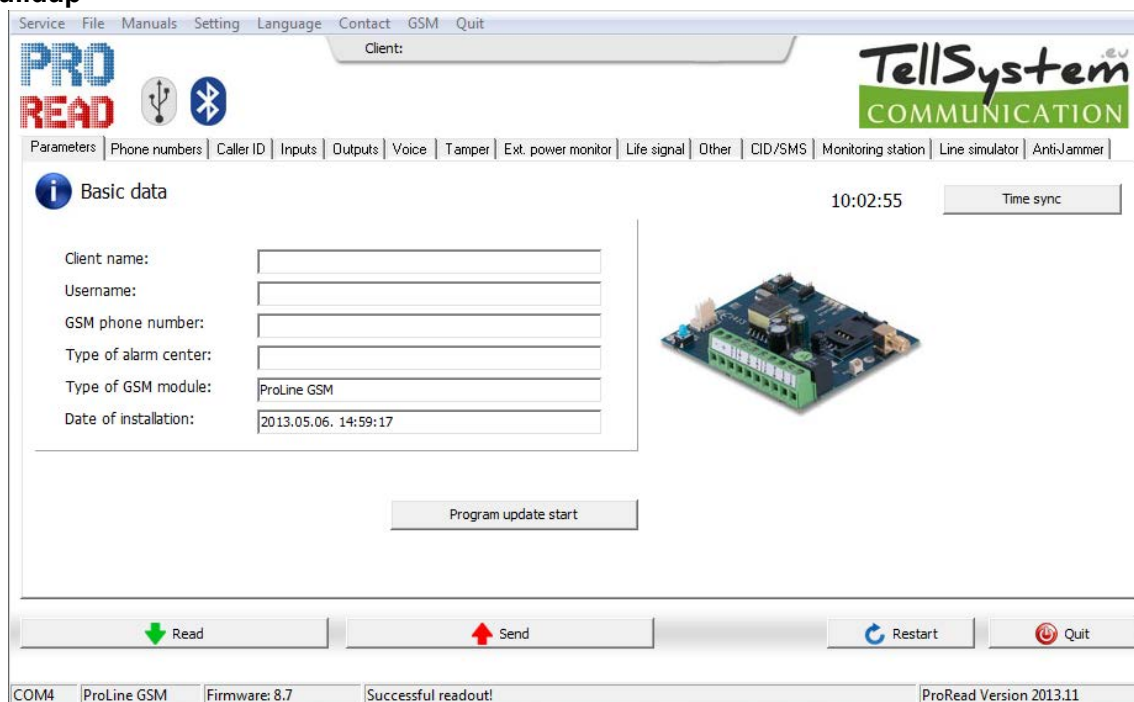 Service File Manuals Setting Language Contact GSM Quit
Client:
PRO
READ
TellSystem.eu
COMMUNICATION
Parameters Phone numbers Caller ID Inputs Outputs Voice Tamper Ext. power monitor Life signal Other CID/SMS Monitoring station Line simulator Anti-Jammer
Basic data
10:02:55
Time sync
Client name:
Username:
GSM phone number:
Type of alarm center:
Type of GSM module: ProLine GSM
Date of installation: 2013.05.06. 14:59:17
Program update start
Read Send Restart Quit
COM4 ProLine GSM Firmware: 8.7 Successful readout! ProRead Version 2013.11